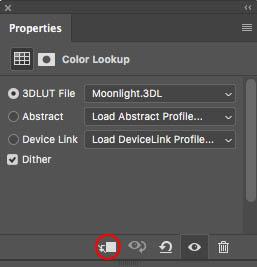 Properties
Color Lookup
3DLUT File Moonlight.3DL
Abstract Load Abstract Profile...
Device Link Load DeviceLink Profile...
Dither